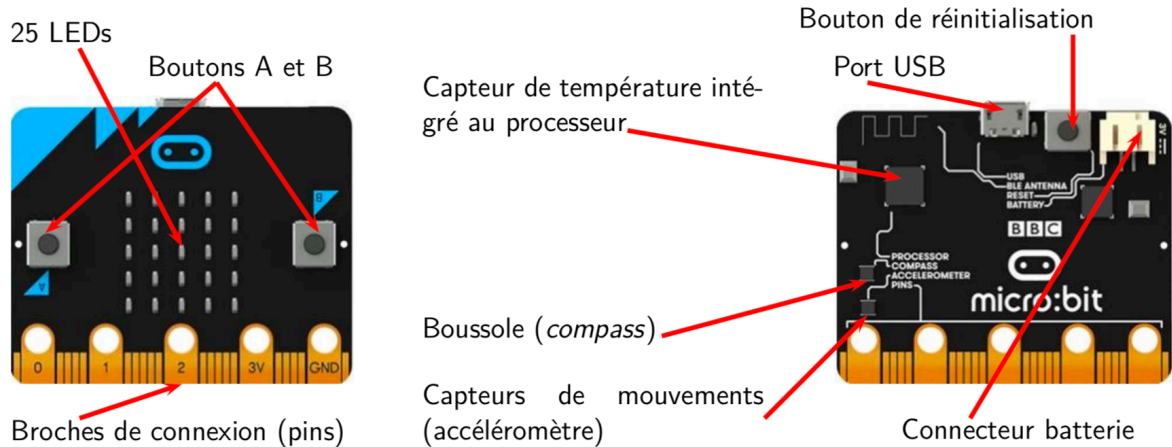 25 LEDs
Boutons A et B
B
A
0 1 2 3V GND
Broches de connexion (pins)
Capteur de température inté-
gré au processeur
Boussole (compass)
Capteurs de mouvements
(accéléromètre)
Bouton de réinitialisation
Port USB
3V
USB
BLE ANTENNA
RESET
BATTERY
BBC
PROCESSOR
COMPASS
ACCELEROMETER
PINS
micro:bit
Connecteur batterie